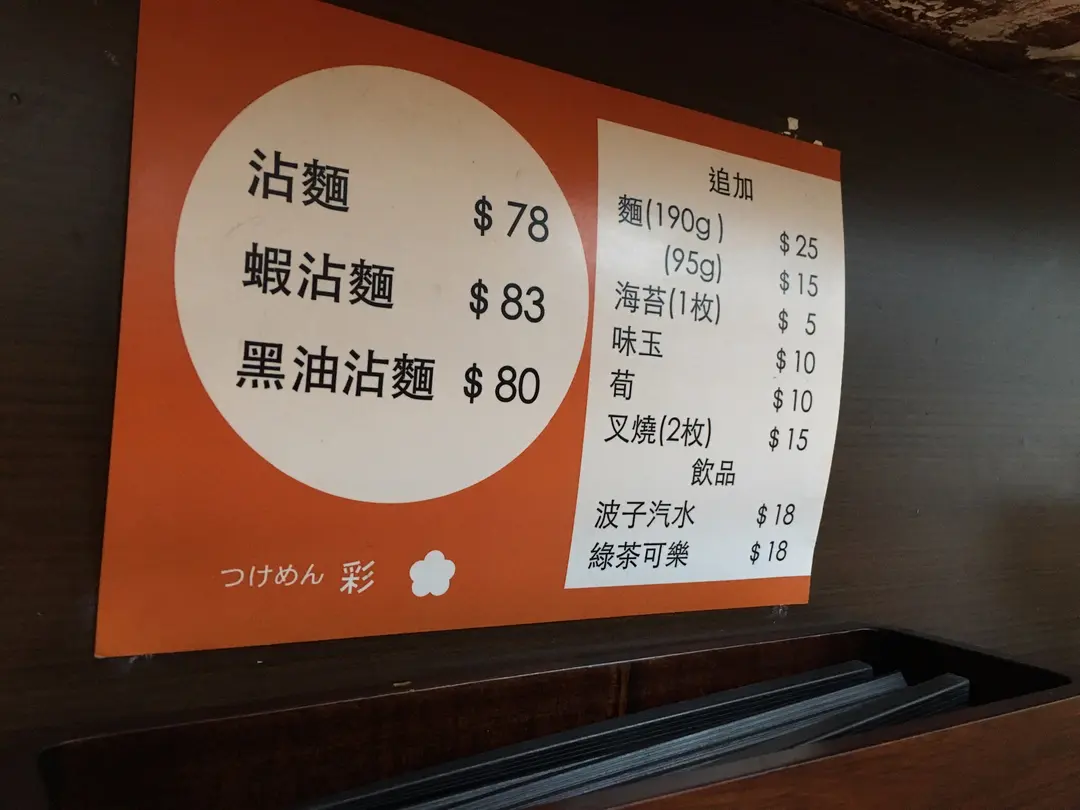 沾麵 $78
蝦沾麵 $83
黑油沾麵 $80
つけめん 彩
追加
麵(190g) $25
(95g) $15
海苔(1枚) $ 5
味玉 $10
荀 $10
叉燒(2枚) $15
飲品
波子汽水 $18
綠茶可樂 $18